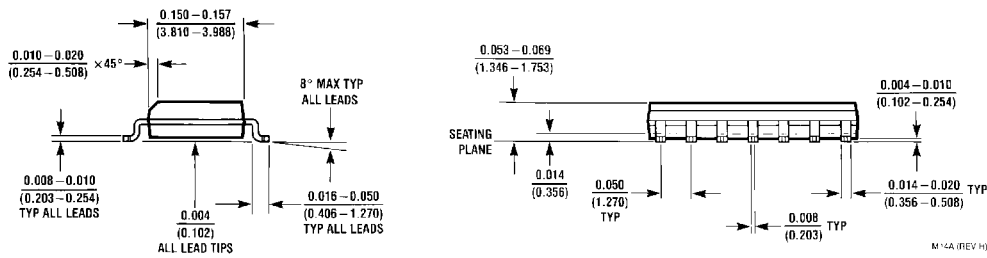 0.150 – 0.157
(3.810 – 3.988)
0.010 – 0.020
(0.254 – 0.508)
×45°
8° MAX TYP
ALL LEADS
0.008 – 0.010
(0.203 – 0.254)
TYP ALL LEADS
0.004
(0.102)
ALL LEAD TIPS
0.016 – 0.050
(0.406 – 1.270)
TYP ALL LEADS
0.053 – 0.069
(1.346 – 1.753)
0.004 – 0.010
(0.102 – 0.254)
SEATING
PLANE
0.014
(0.356)
0.050
(1.270)
TYP
0.014 – 0.020
(0.356 – 0.508)
TYP
0.008
(0.203)
TYP
M14A (REV H)